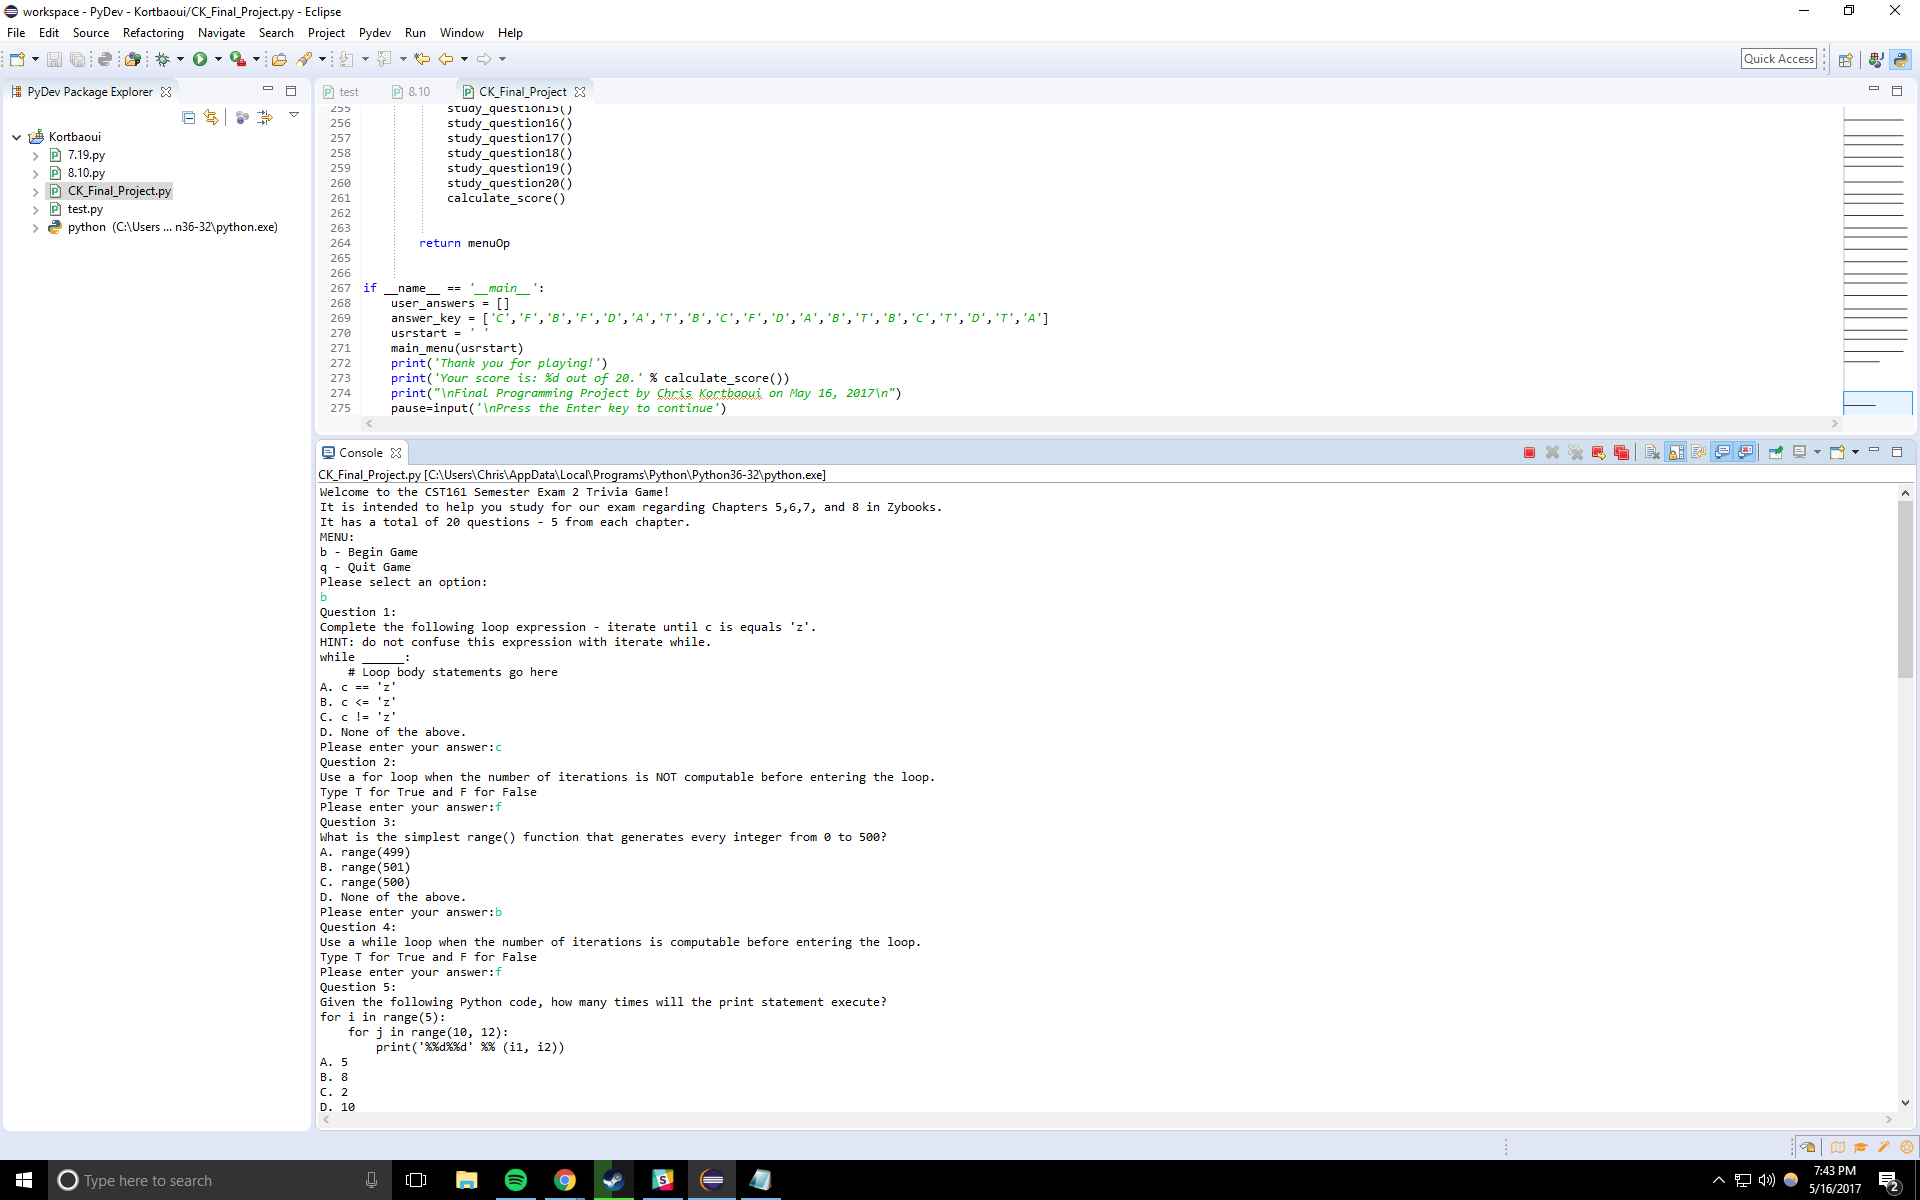 workspace - PyDev - Kortbaoui/CK_Final_Project.py - Eclipse
File Edit Source Refactoring Navigate Search Project Pydev Run Window Help
Quick Access
PyDev Package Explorer
Kortbaoui
7.19.py
8.10.py
CK_Final_Project.py
test.py
python (C:\Users ... n36-32\python.exe)
test 8.10 CK_Final_Project
255 study_question15()
256 study_question16()
257 study_question17()
258 study_question18()
259 study_question19()
260 study_question20()
261 calculate_score()
262
263
264 return menuOp
265
266
267 if __name__ == '__main__':
268 user_answers = []
269 answer_key = ['C','F','B','F','D','A','T','B','C','F','D','A','B','T','B','C','T','D','T','A']
270 usrstart = ' '
271 main_menu(usrstart)
272 print('Thank you for playing!')
273 print('Your score is: %d out of 20.' % calculate_score())
274 print("\nFinal Programming Project by Chris Kortbaoui on May 16, 2017\n")
275 pause=input('\nPress the Enter key to continue')
Console
CK_Final_Project.py [C:\Users\Chris\AppData\Local\Programs\Python\Python36-32\python.exe]
Welcome to the CST161 Semester Exam 2 Trivia Game!
It is intended to help you study for our exam regarding Chapters 5,6,7, and 8 in Zybooks.
It has a total of 20 questions - 5 from each chapter.
MENU:
b - Begin Game
q - Quit Game
Please select an option:
b
Question 1:
Complete the following loop expression - iterate until c is equals 'z'.
HINT: do not confuse this expression with iterate while.
while ______:
# Loop body statements go here
A. c == 'z'
B. c <= 'z'
C. c != 'z'
D. None of the above.
Please enter your answer:c
Question 2:
Use a for loop when the number of iterations is NOT computable before entering the loop.
Type T for True and F for False
Please enter your answer:f
Question 3:
What is the simplest range() function that generates every integer from 0 to 500?
A. range(499)
B. range(501)
C. range(500)
D. None of the above.
Please enter your answer:b
Question 4:
Use a while loop when the number of iterations is computable before entering the loop.
Type T for True and F for False
Please enter your answer:f
Question 5:
Given the following Python code, how many times will the print statement execute?
for i in range(5):
for j in range(10, 12):
print('%%d%%d' %% (i1, i2))
A. 5
B. 8
C. 2
D. 10
Type here to search
7:43 PM
5/16/2017
2